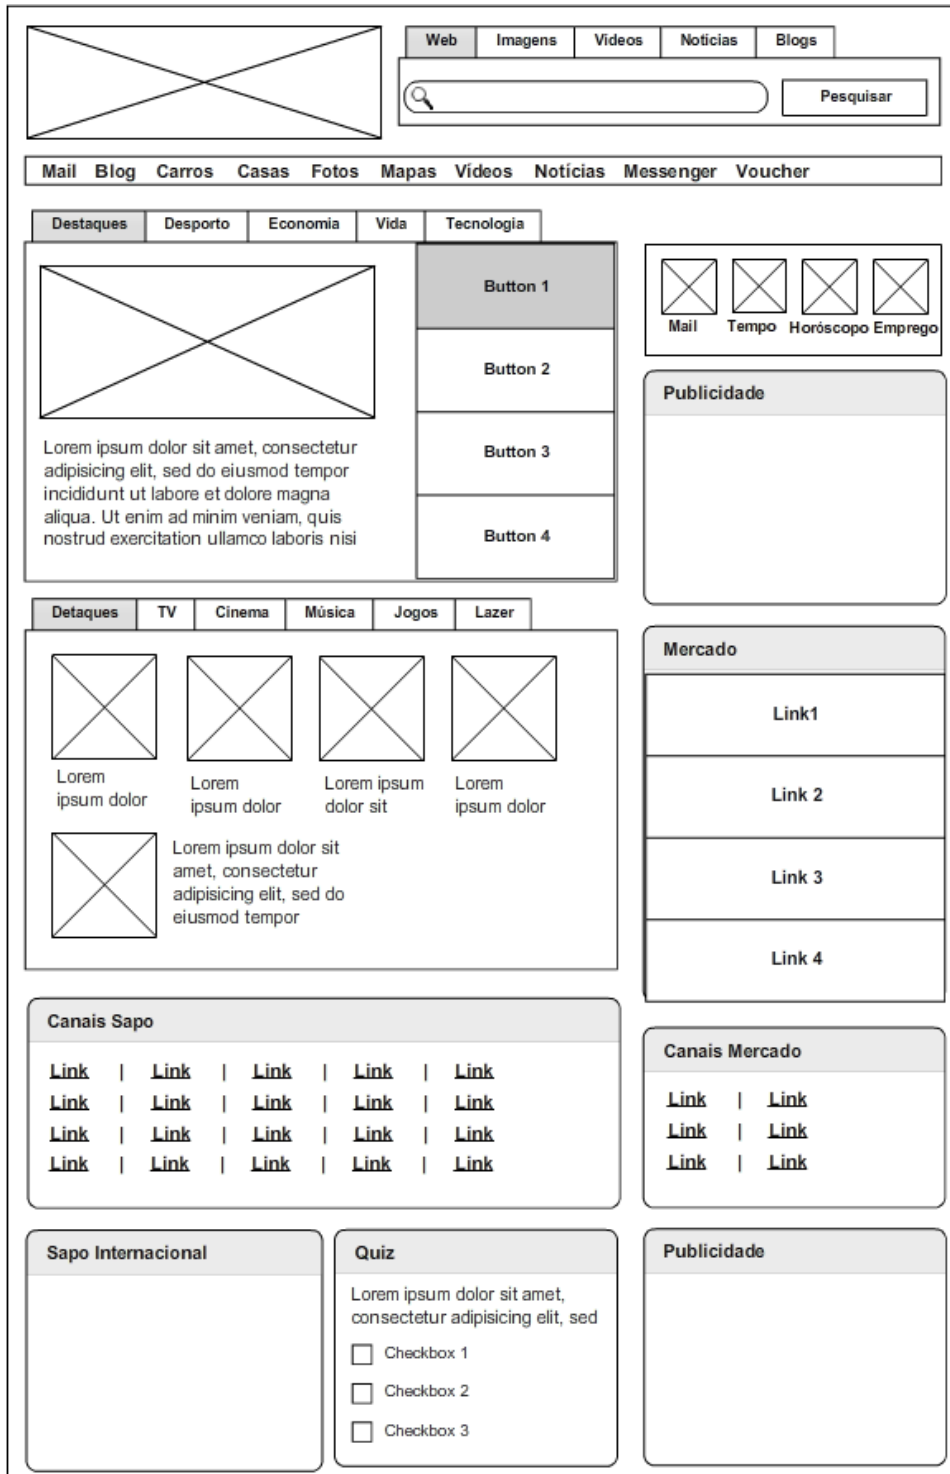 Web Imagens Videos Noticias Blogs
Pesquisar
Mail Blog Carros Casas Fotos Mapas Vídeos Notícias Messenger Voucher
Destaques Desporto Economia Vida Tecnologia
Button 1
Button 2
Button 3
Button 4
Lorem ipsum dolor sit amet, consectetur
adipisicing elit, sed do eiusmod tempor
incididunt ut labore et dolore magna
aliqua. Ut enim ad minim veniam, quis
nostrud exercitation ullamco laboris nisi
Mail Tempo Horóscopo Emprego
Publicidade
Detaques TV Cinema Música Jogos Lazer
Lorem
ipsum dolor
Lorem
ipsum dolor
Lorem ipsum
dolor sit
Lorem
ipsum dolor
Lorem ipsum dolor sit
amet, consectetur
adipisicing elit, sed do
eiusmod tempor
Mercado
Link1
Link 2
Link 3
Link 4
Canais Sapo
Link | Link | Link | Link | Link
Link | Link | Link | Link | Link
Link | Link | Link | Link | Link
Link | Link | Link | Link | Link
Canais Mercado
Link | Link
Link | Link
Link | Link
Sapo Internacional
Quiz
Lorem ipsum dolor sit amet,
consectetur adipisicing elit, sed
Checkbox 1
Checkbox 2
Checkbox 3
Publicidade